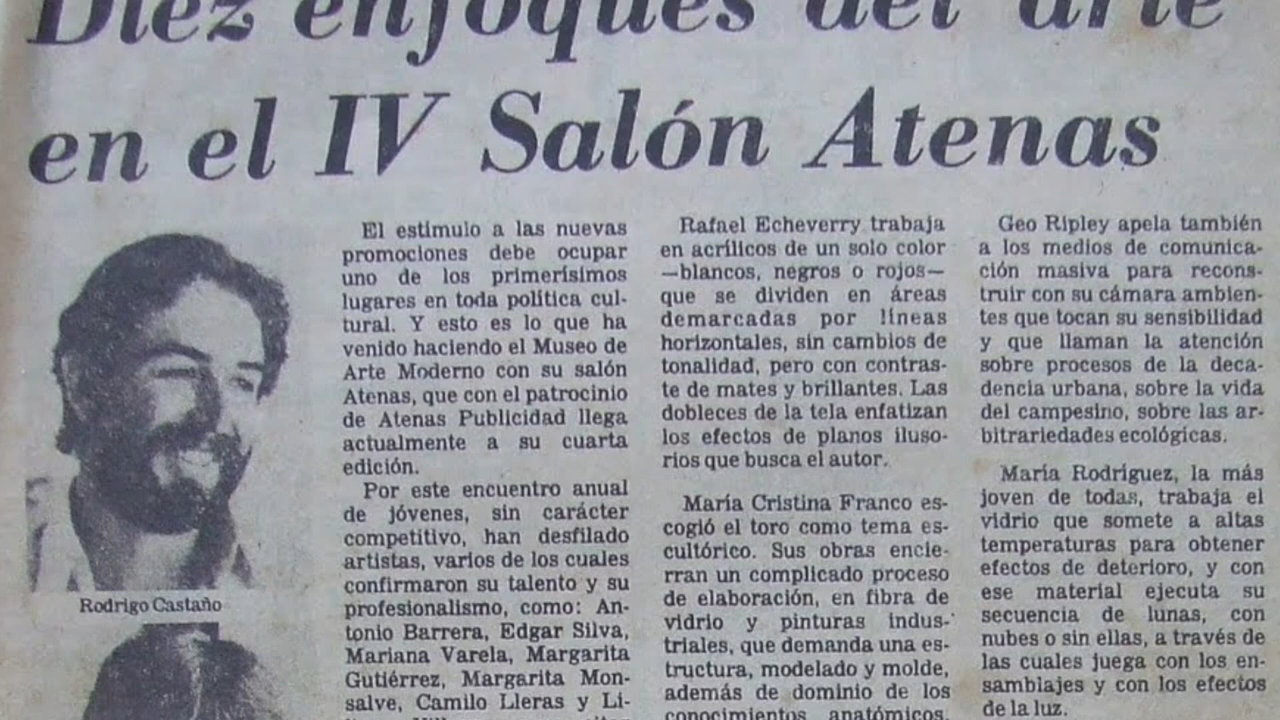 Diez enfoques del arte
en el IV Salón Atenas
Rodrigo Castaño
El estimulo a las nuevas
promociones debe ocupar
uno de los primerísimos
lugares en toda política cul-
tural. Y esto es lo que ha
venido haciendo el Museo de
Arte Moderno con su salón
Atenas, que con el patrocinio
de Atenas Publicidad llega
actualmente a su cuarta
edición.
Por este encuentro anual
de jóvenes, sin carácter
competitivo, han desfilado
artistas, varios de los cuales
confirmaron su talento y su
profesionalismo, como: An-
tonio Barrera, Edgar Silva,
Mariana Varela, Margarita
Gutiérrez, Margarita Mon-
salve, Camilo Lleras y Li-
Rafael Echeverry trabaja
en acrílicos de un solo color
—blancos, negros o rojos—
que se dividen en áreas
demarcadas por líneas
horizontales, sin cambios de
tonalidad, pero con contras-
te de mates y brillantes. Las
dobleces de la tela enfatizan
los efectos de planos iluso-
rios que busca el autor.
María Cristina Franco es-
cogió el toro como tema es-
cultórico. Sus obras encie-
rran un complicado proceso
de elaboración, en fibra de
vidrio y pinturas indus-
triales, que demanda una es-
tructura, modelado y molde,
además de dominio de los
conocimientos anatómicos.
Geo Ripley apela también
a los medios de comunica-
ción masiva para recons-
truir con su cámara ambien-
tes que tocan su sensibilidad
y que llaman la atención
sobre procesos de la deca-
dencia urbana, sobre la vida
del campesino, sobre las ar-
bitrariedades ecológicas.
María Rodríguez, la más
joven de todas, trabaja el
vidrio que somete a altas
temperaturas para obtener
efectos de deterioro, y con
ese material ejecuta su
secuencia de lunas, con
nubes o sin ellas, a través de
las cuales juega con los en-
samblajes y con los efectos
de la luz.